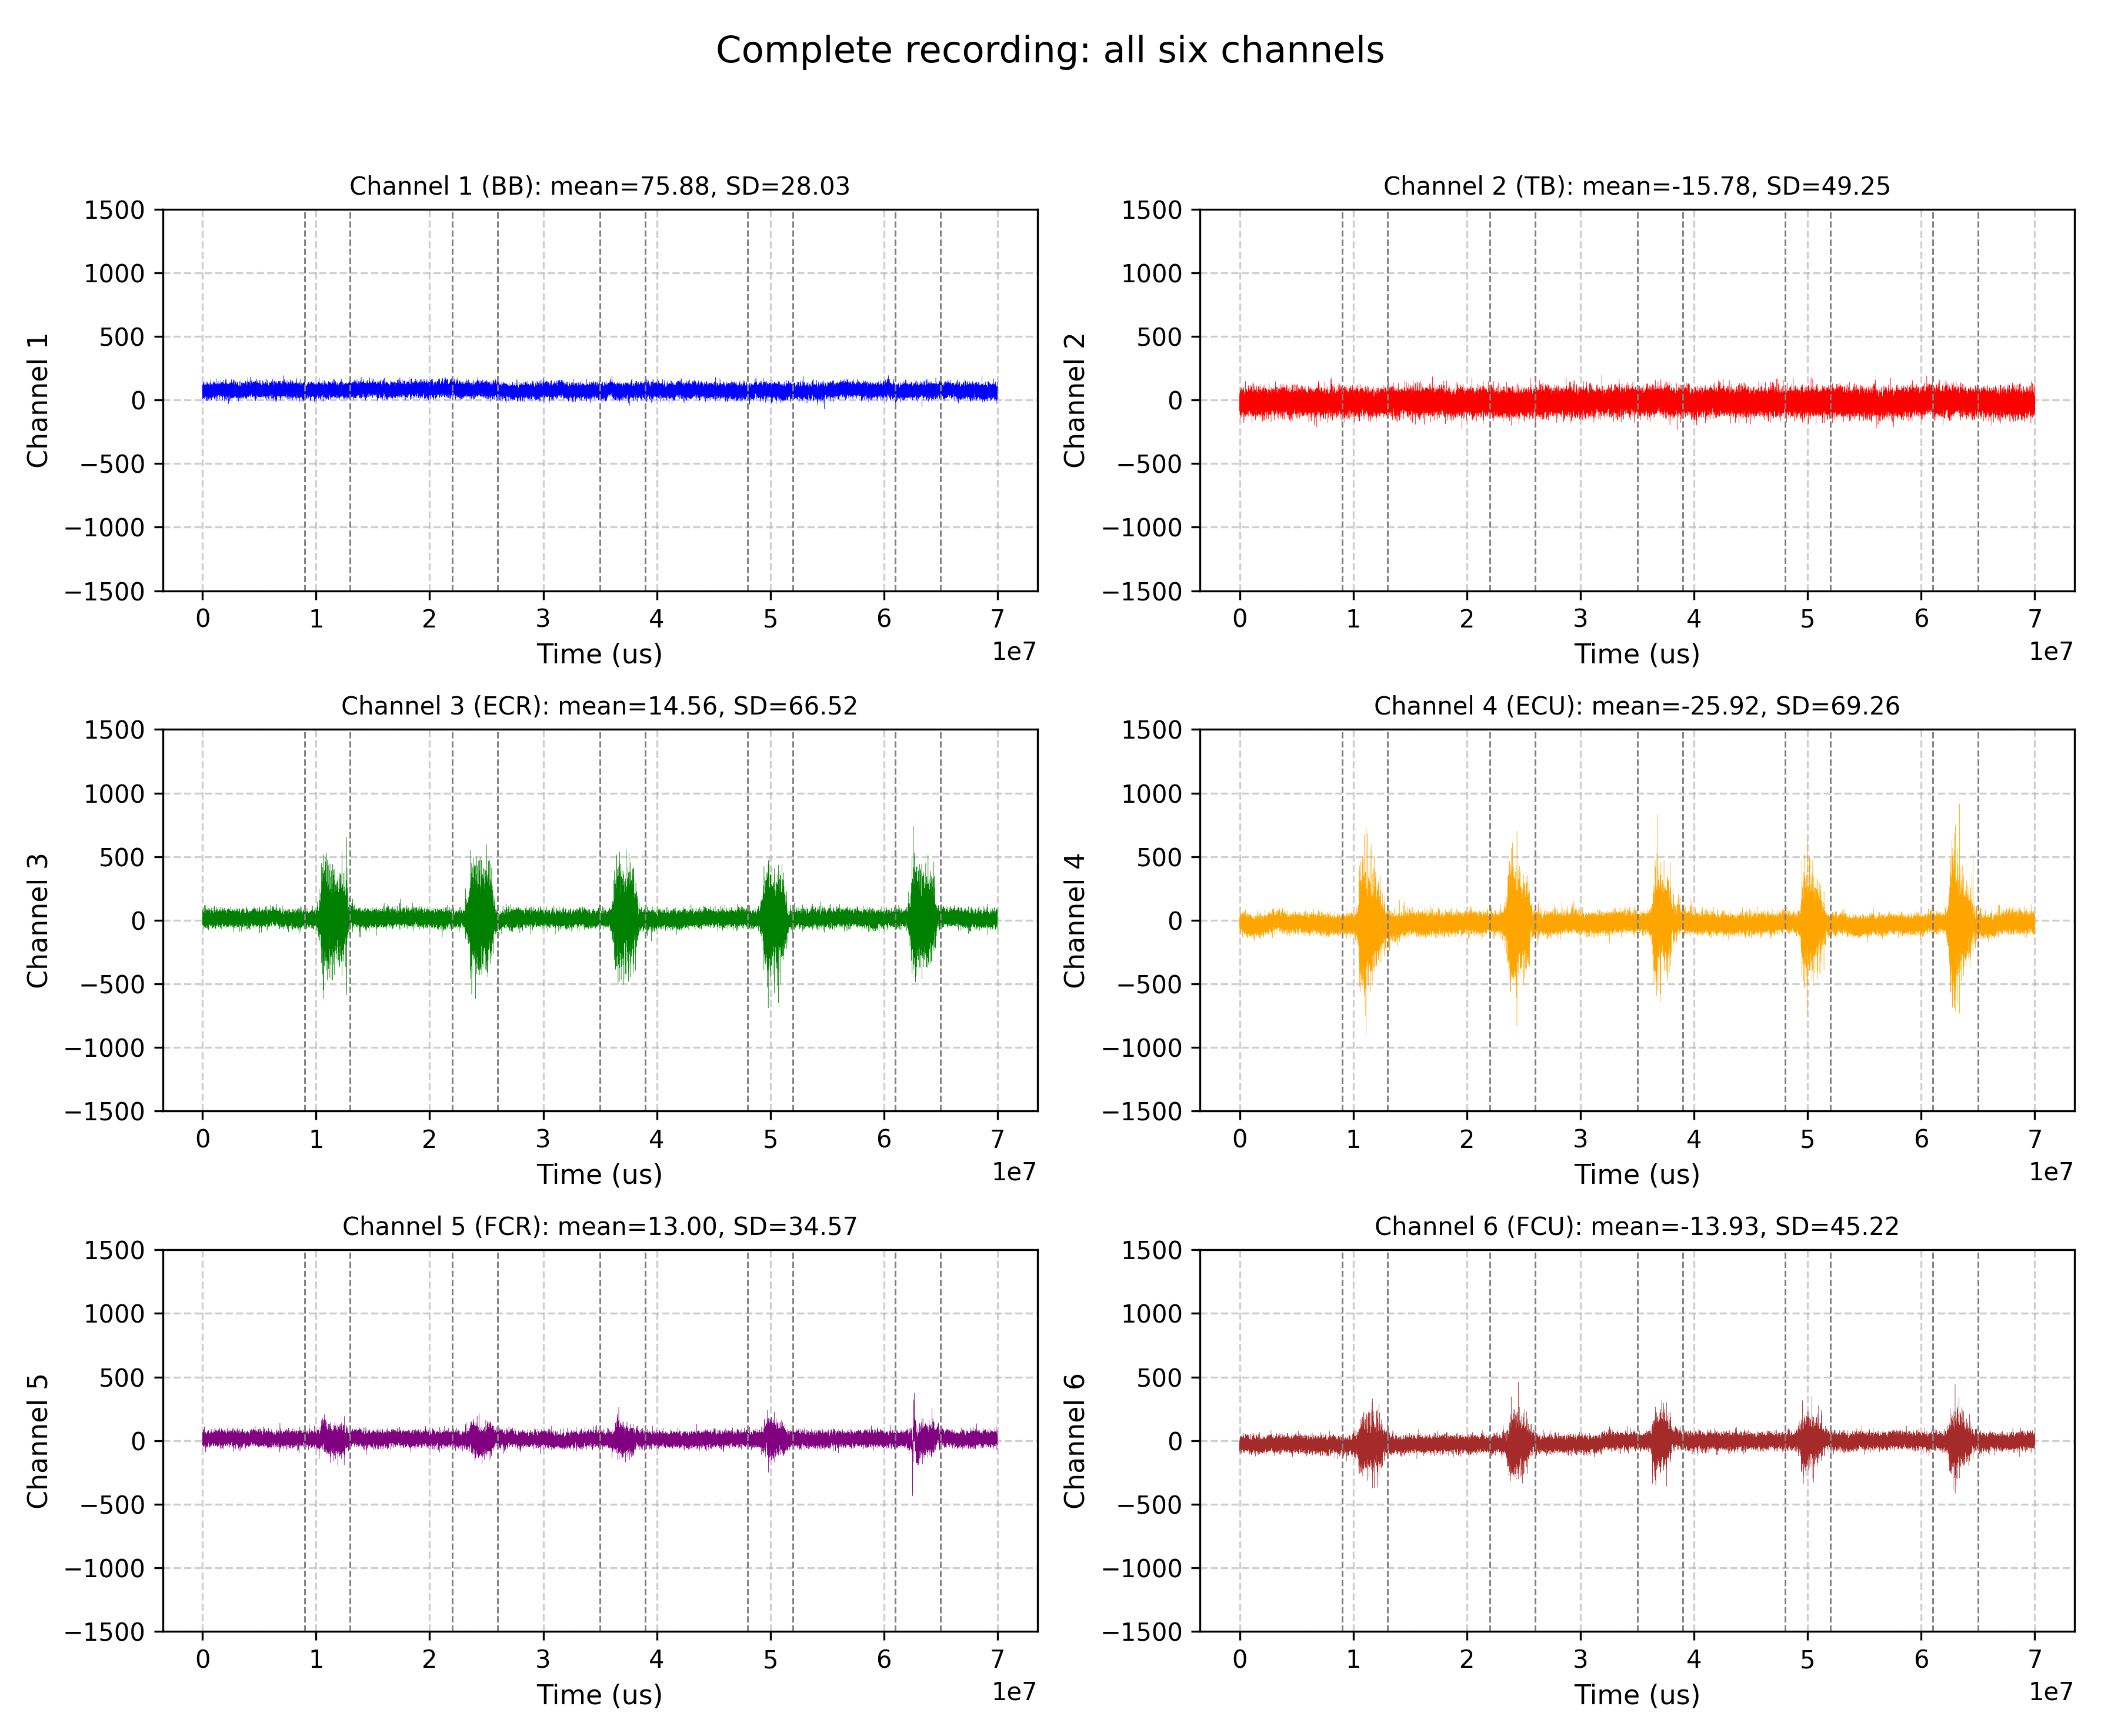 Complete recording: all six channels
Channel 1 (BB): mean=75.88, SD=28.03
Channel 1
1500
1000
500
0
−500
−1000
−1500
0 1 2 3 4 5 6 7
Time (us)
1e7
Channel 2 (TB): mean=-15.78, SD=49.25
Channel 2
1500
1000
500
0
−500
−1000
−1500
0 1 2 3 4 5 6 7
Time (us)
1e7
Channel 3 (ECR): mean=14.56, SD=66.52
Channel 3
1500
1000
500
0
−500
−1000
−1500
0 1 2 3 4 5 6 7
Time (us)
1e7
Channel 4 (ECU): mean=-25.92, SD=69.26
Channel 4
1500
1000
500
0
−500
−1000
−1500
0 1 2 3 4 5 6 7
Time (us)
1e7
Channel 5 (FCR): mean=13.00, SD=34.57
Channel 5
1500
1000
500
0
−500
−1000
−1500
0 1 2 3 4 5 6 7
Time (us)
1e7
Channel 6 (FCU): mean=-13.93, SD=45.22
Channel 6
1500
1000
500
0
−500
−1000
−1500
0 1 2 3 4 5 6 7
Time (us)
1e7